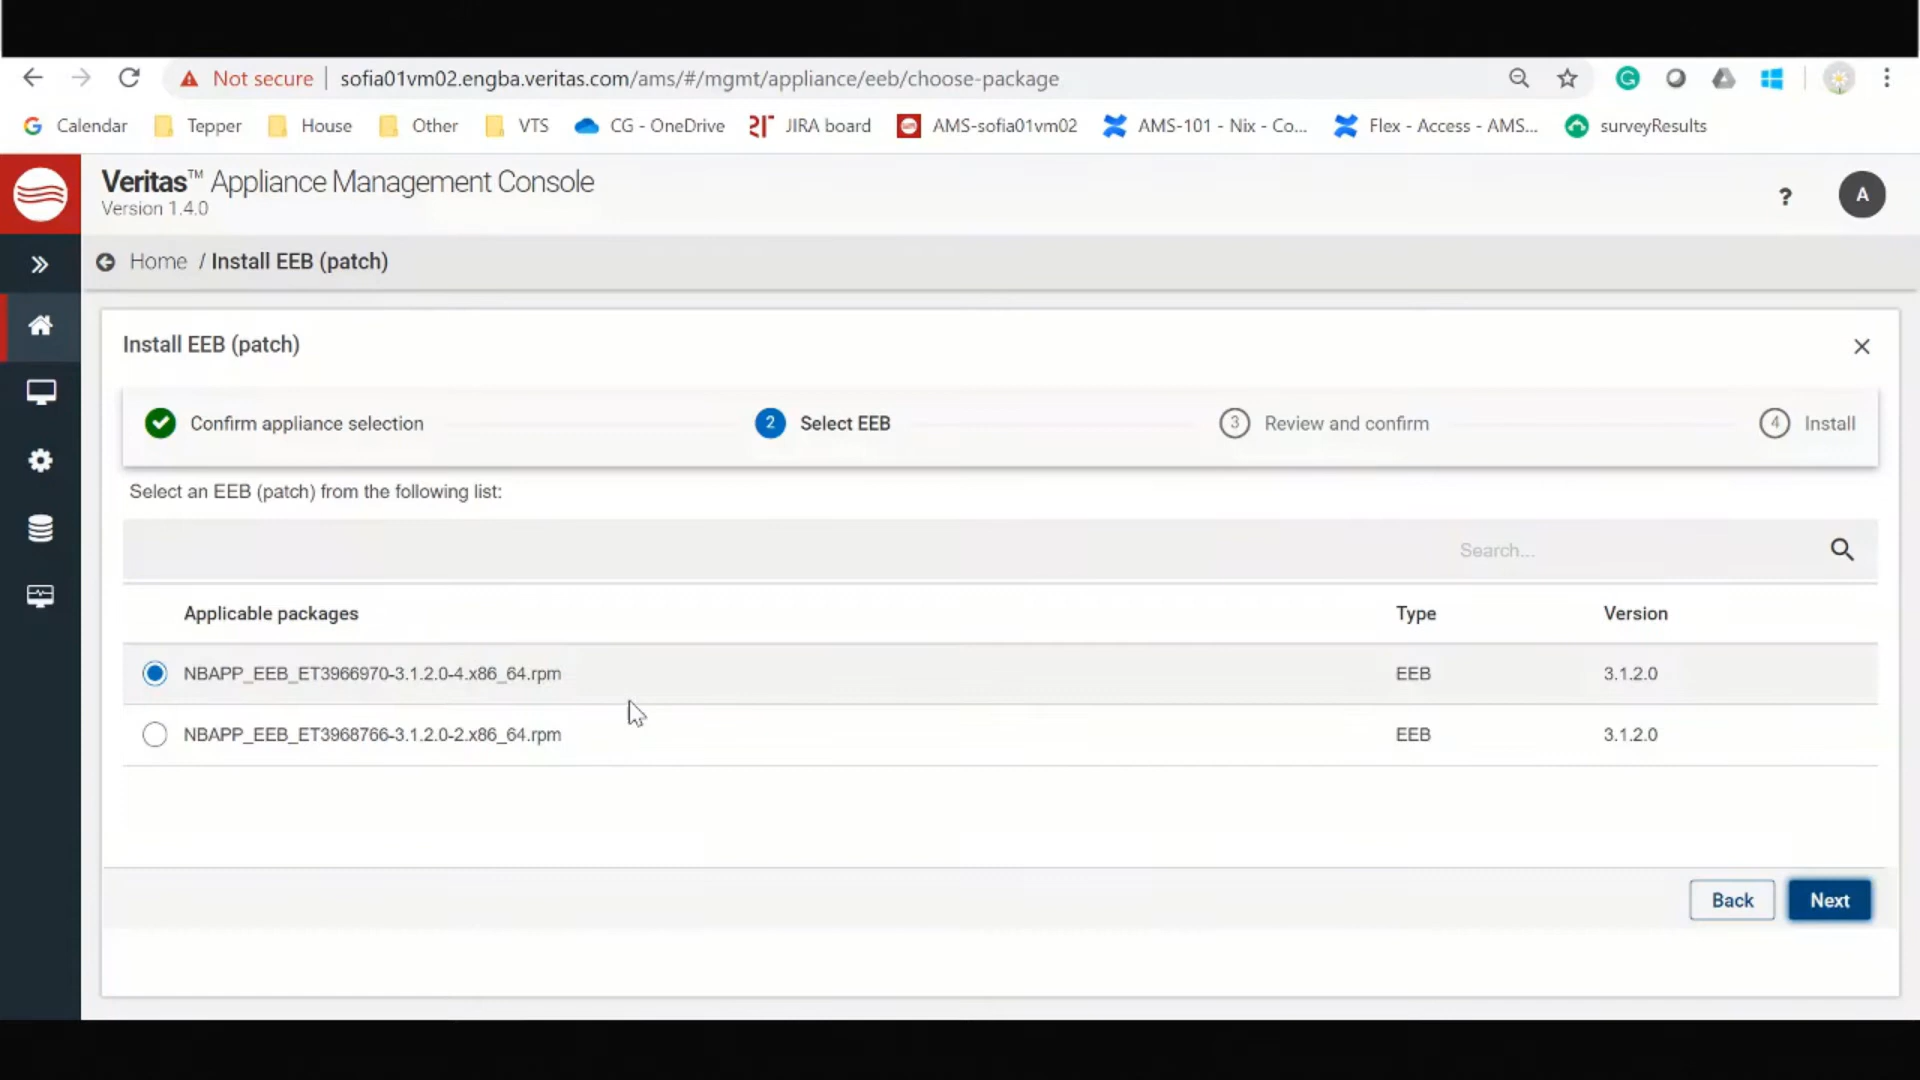 Not secure | sofia01vm02.engba.veritas.com/ams/#/mgmt/appliance/eeb/choose-package
Calendar Tepper House Other VTS CG - OneDrive JIRA board AMS-sofia01vm02 AMS-101 - Nix - Co... Flex - Access - AMS... surveyResults
Veritas™ Appliance Management Console
Version 1.4.0
? A
Home / Install EEB (patch)
Install EEB (patch)
Confirm appliance selection 2 Select EEB 3 Review and confirm 4 Install
Select an EEB (patch) from the following list:
Search...
Applicable packages Type Version
NBAPP_EEB_ET3966970-3.1.2.0-4.x86_64.rpm EEB 3.1.2.0
NBAPP_EEB_ET3968766-3.1.2.0-2.x86_64.rpm EEB 3.1.2.0
Back Next